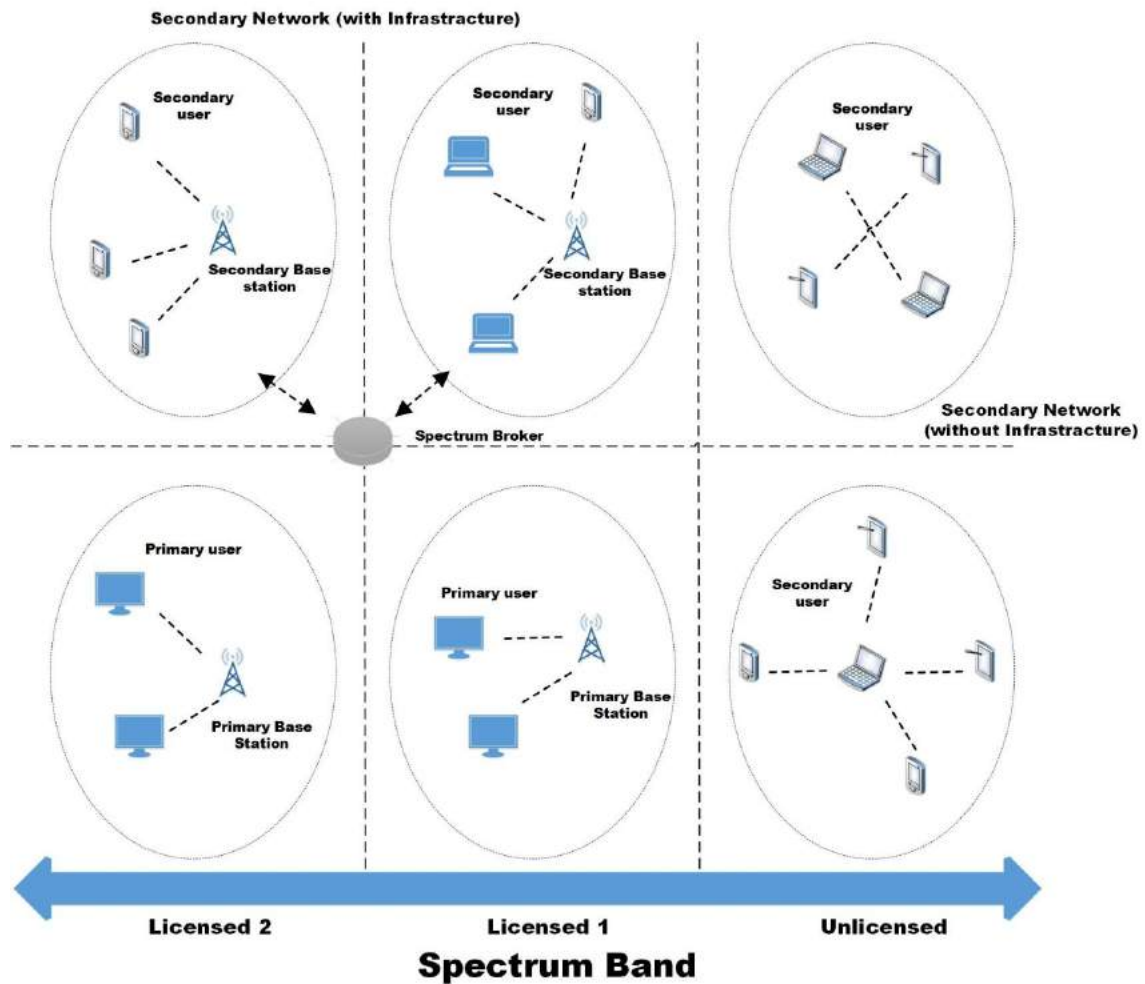 Secondary Network (with Infrastracture)
Secondary
user
Secondary Base
station
Secondary
user
Secondary Base
station
Secondary
user
Secondary Network
(without Infrastracture)
Spectrum Broker
Primary user
Primary Base
Station
Primary user
Primary Base
Station
Secondary
user
Licensed 2
Licensed 1
Unlicensed
Spectrum Band